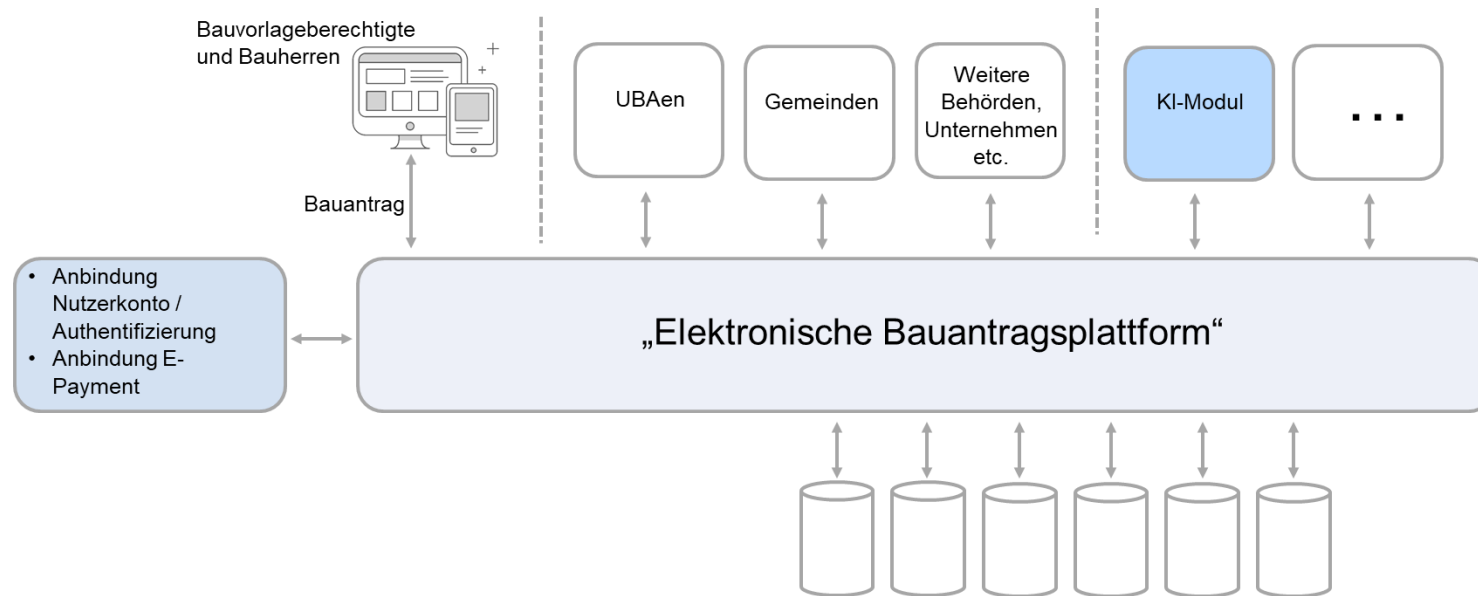 Bauvorlageberechtigte
und Bauherren
Bauantrag
UBAen
Gemeinden
Weitere
Behörden,
Unternehmen
etc.
KI-Modul
...
• Anbindung
Nutzerkonto /
Authentifizierung
• Anbindung E-
Payment
„Elektronische Bauantragsplattform“